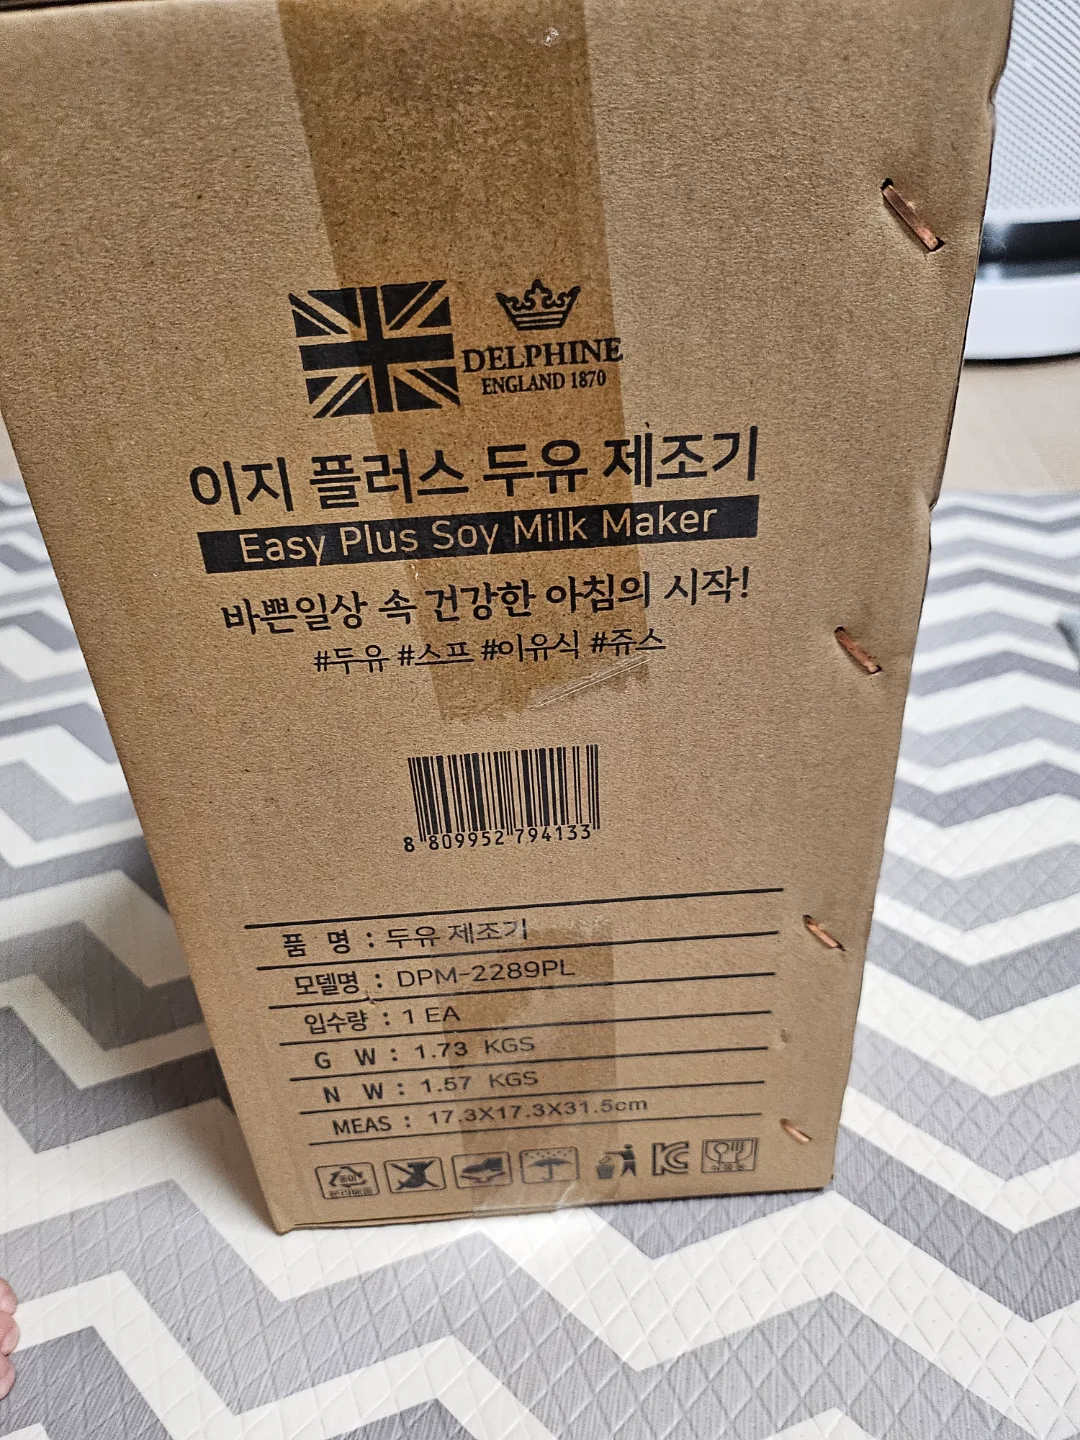 DELPHINE
ENGLAND 1870
이지 플러스 두유 제조기
Easy Plus Soy Milk Maker
바쁜일상 속 건강한 아침의 시작!
#두유 #스프 #이유식 #쥬스
8 809952 794133
품 명 : 두유 제조기
모델명 : DPM-2289PL
입수량 : 1 EA
G W : 1.73 KGS
N W : 1.57 KGS
MEAS : 17.3X17.3X31.5cm
종이